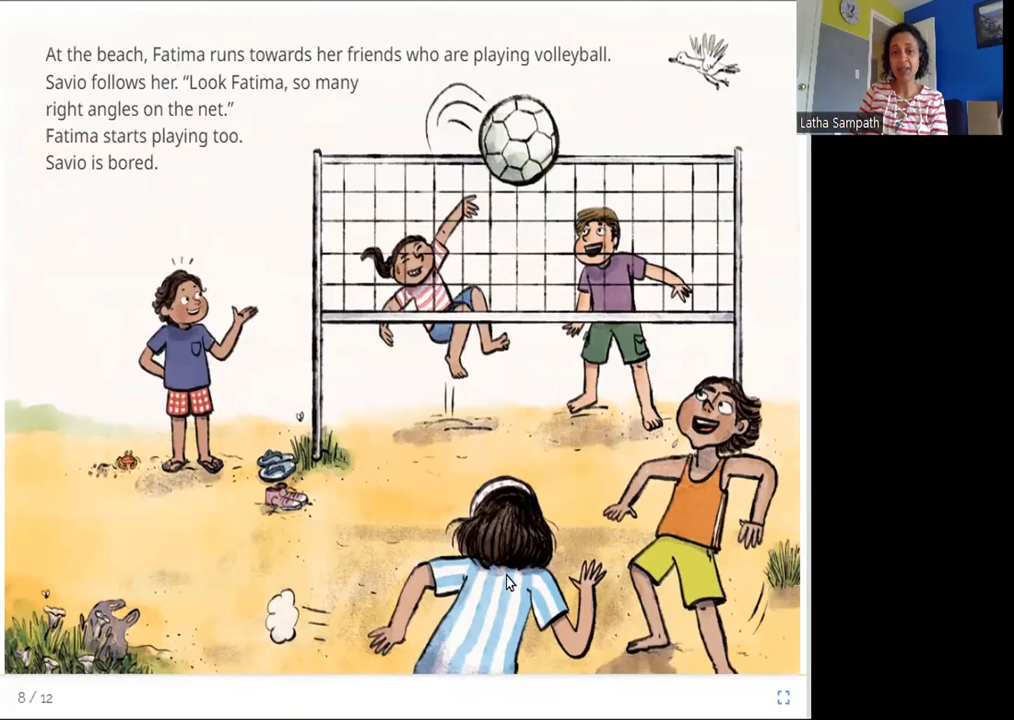 At the beach, Fatima runs towards her friends who are playing volleyball.
Savio follows her. “Look Fatima, so many
right angles on the net.”
Fatima starts playing too.
Savio is bored.
Latha Sampath
8 / 12